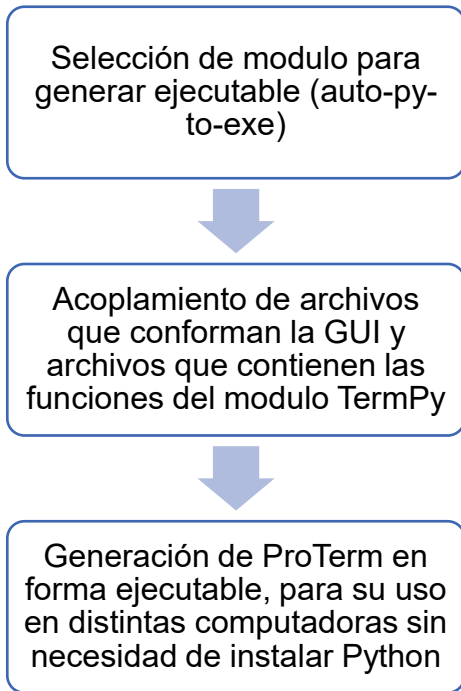 Selección de modulo para
generar ejecutable (auto-py-
to-exe)
Acoplamiento de archivos
que conforman la GUI y
archivos que contienen las
funciones del modulo TermPy
Generación de ProTerm en
forma ejecutable, para su uso
en distintas computadoras sin
necesidad de instalar Python